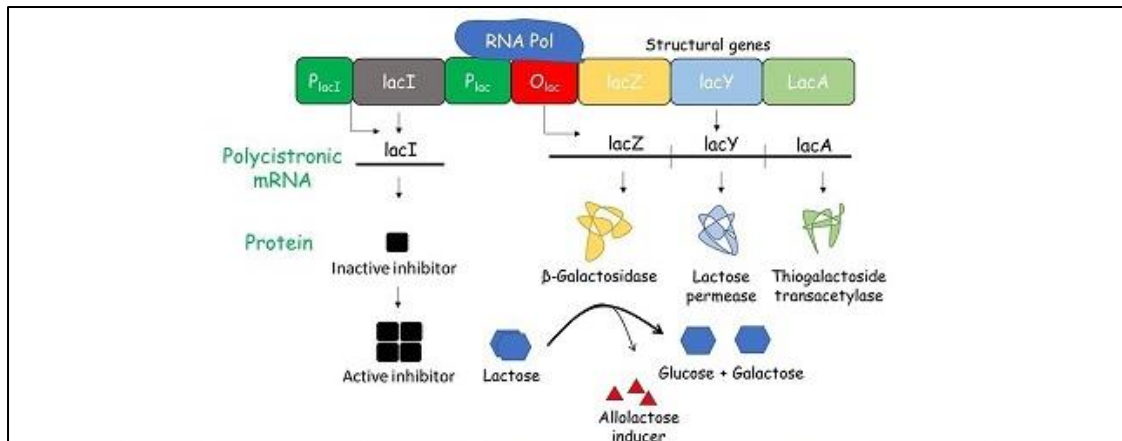 RNA Pol
Structural genes
PlacI
lacI
Plac
Olac
lacZ
lacY
LacA
lacI
lacZ
lacY
lacA
Polycistronic
mRNA
Protein
Inactive inhibitor
β-Galactosidase
Lactose
permease
Thiogalactoside
transacetylase
Active inhibitor
Lactose
Glucose + Galactose
Allolactose
inducer